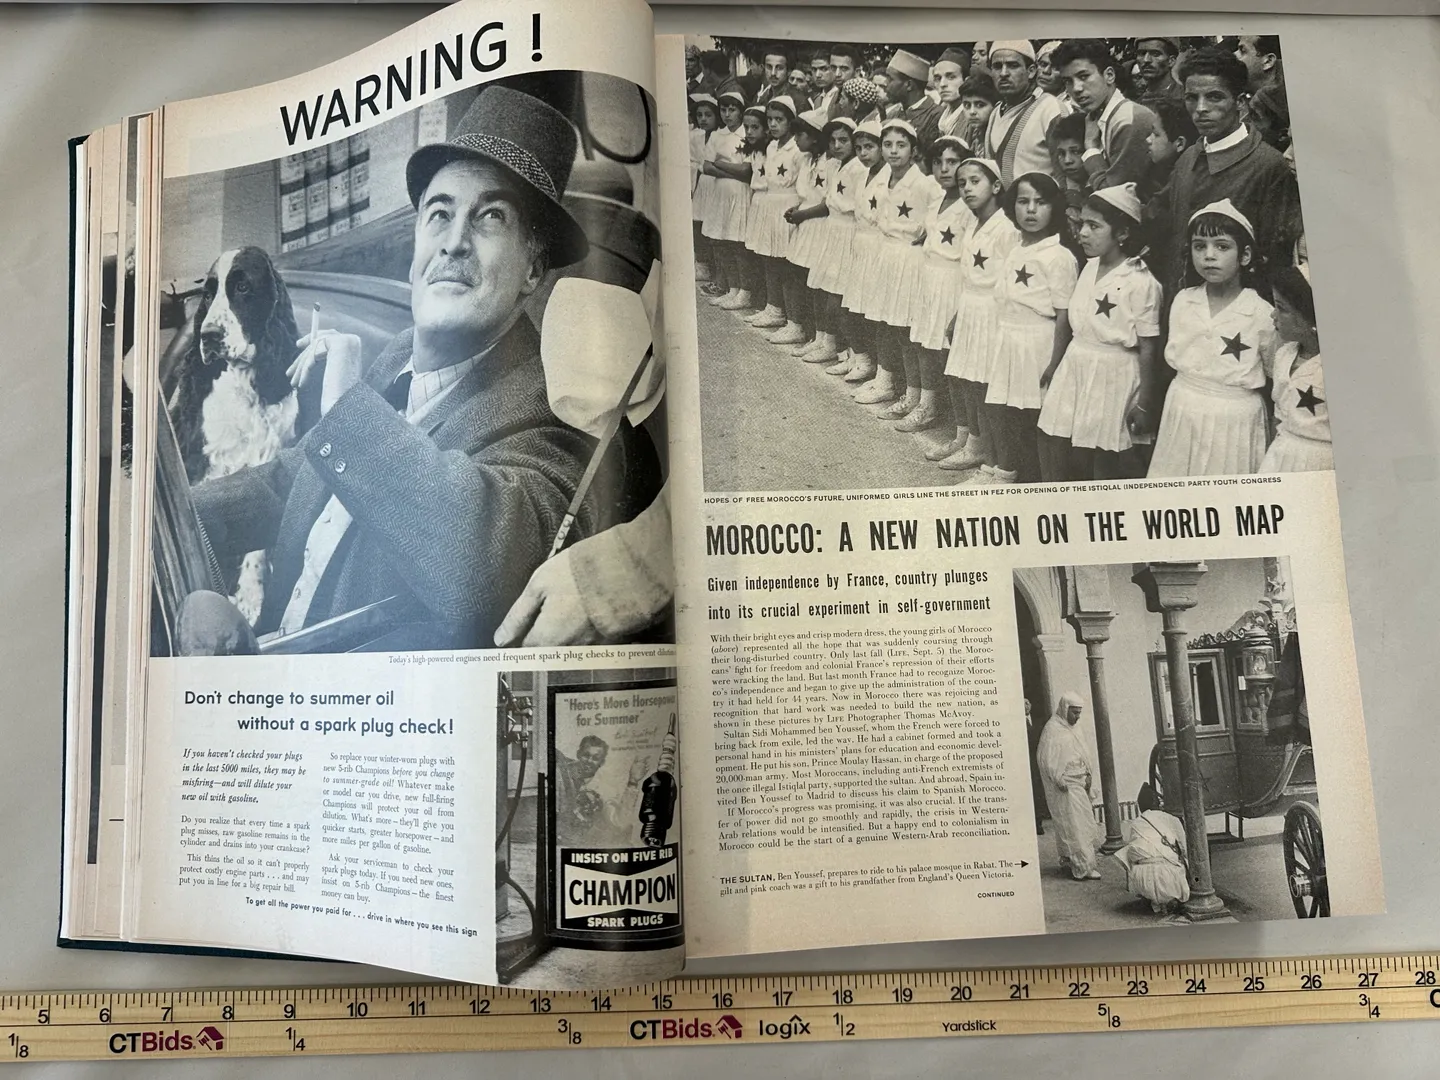 WARNING!
Today's high-powered engines need frequent spark plug checks to prevent
Don't change to summer oil
without a spark plug check!
If you haven't checked your plugs
in the last 5000 miles, they may be
misfiring—and will dilute your
new oil with gasoline.
Do you realize that every time a spark
plug misses, raw gasoline remains in the
cylinder and drains into your crankcase?
This thins the oil so it can't properly
protect costly engine parts . . . and may
put you in line for a big repair bill.
So replace your winter-worn plugs with
new 5-rib Champions before you change
to summer-grade oil! Whatever make
or model car you drive, new full-firing
Champions will protect your oil from
dilution. What's more—they'll give you
quicker starts, greater horsepower—and
more miles per gallon of gasoline.
Ask your serviceman to check your
spark plugs today. If you need new ones,
insist on 5-rib Champions—the finest
money can buy.
To get all the power you paid for . . . drive in where you see this sign
"Here's More Horsepower
for Summer"
INSIST ON FIVE RIB
CHAMPION
SPARK PLUGS
HOPES OF FREE MOROCCO'S FUTURE, UNIFORMED GIRLS LINE THE STREET IN FEZ FOR OPENING OF THE ISTIQLAL (INDEPENDENCE) PARTY YOUTH CONGRESS
MOROCCO: A NEW NATION ON THE WORLD MAP
Given independence by France, country plunges
into its crucial experiment in self-government
With their bright eyes and crisp modern dress, the young girls of Morocco
(above) represented all the hope that was suddenly coursing through
their long-disturbed country. Only last fall (LIFE, Sept. 5) the Moroc-
cans' fight for freedom and colonial France's repression of their efforts
were wracking the land. But last month France had to recognize Moroc-
co's independence and began to give up the administration of the coun-
try it had held for 44 years. Now in Morocco there was rejoicing and
recognition that hard work was needed to build the new nation, as
shown in these pictures by LIFE Photographer Thomas McAvoy.
Sultan Sidi Mohammed ben Youssef, whom the French were forced to
bring back from exile, led the way. He had a cabinet formed and took a
personal hand in his ministers' plans for education and economic devel-
opment. He put his son, Prince Moulay Hassan, in charge of the proposed
20,000-man army. Most Moroccans, including anti-French extremists of
the once illegal Istiqlal party, supported the sultan. And abroad, Spain in-
vited Ben Youssef to Madrid to discuss his claim to Spanish Morocco.
If Morocco's progress was promising, it was also crucial. If the trans-
fer of power did not go smoothly and rapidly, the crisis in Western-
Arab relations would be intensified. But a happy end to colonialism in
Morocco could be the start of a genuine Western-Arab reconciliation.
THE SULTAN, Ben Youssef, prepares to ride to his palace mosque in Rabat. The
gilt and pink coach was a gift to his grandfather from England's Queen Victoria.
CONTINUED
5 6 7 8 9 10 11 12 13 14 15 16 17 18 19 20 21 22 23 24 25 26 27 28
1/8 CTBids 1/4 3/8 CTBids logix 1/2 Yardstick 5/8 3/4 C